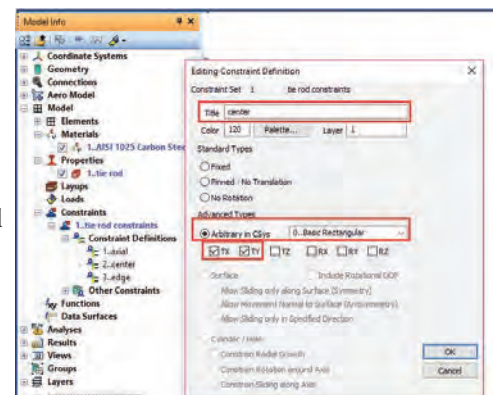 Model Info
Coordinate Systems
Geometry
Connections
Aero Model
Model
Elements
Materials
1..AISI 1025 Carbon Stee
Properties
1..tie rod
Layups
Loads
Constraints
1..tie rod constraints
Constraint Definitions
1..axial
2..center
3..edge
Other Constraints
Functions
Data Surfaces
Analyses
Results
Views
Groups
Layers
Editing Constraint Definition
Constraint Set 1 tie rod constraints
Title center
Color 120 Palette... Layer 1
Standard Types
Fixed
Pinned / No Translation
No Rotation
Advanced Types
Arbitrary in CSys 0..Basic Rectangular
TX TY TZ RX RY RZ
Surface Include Rotational DOF
Allow Sliding only along Surface (Symmetry)
Allow Movement Normal to Surface (Antisymmetry)
Allow Sliding only in Specified Direction
Cylinder / Hole
Constrain Radial Growth
Constrain Rotation around Axis
Constrain Sliding along Axis
OK
Cancel